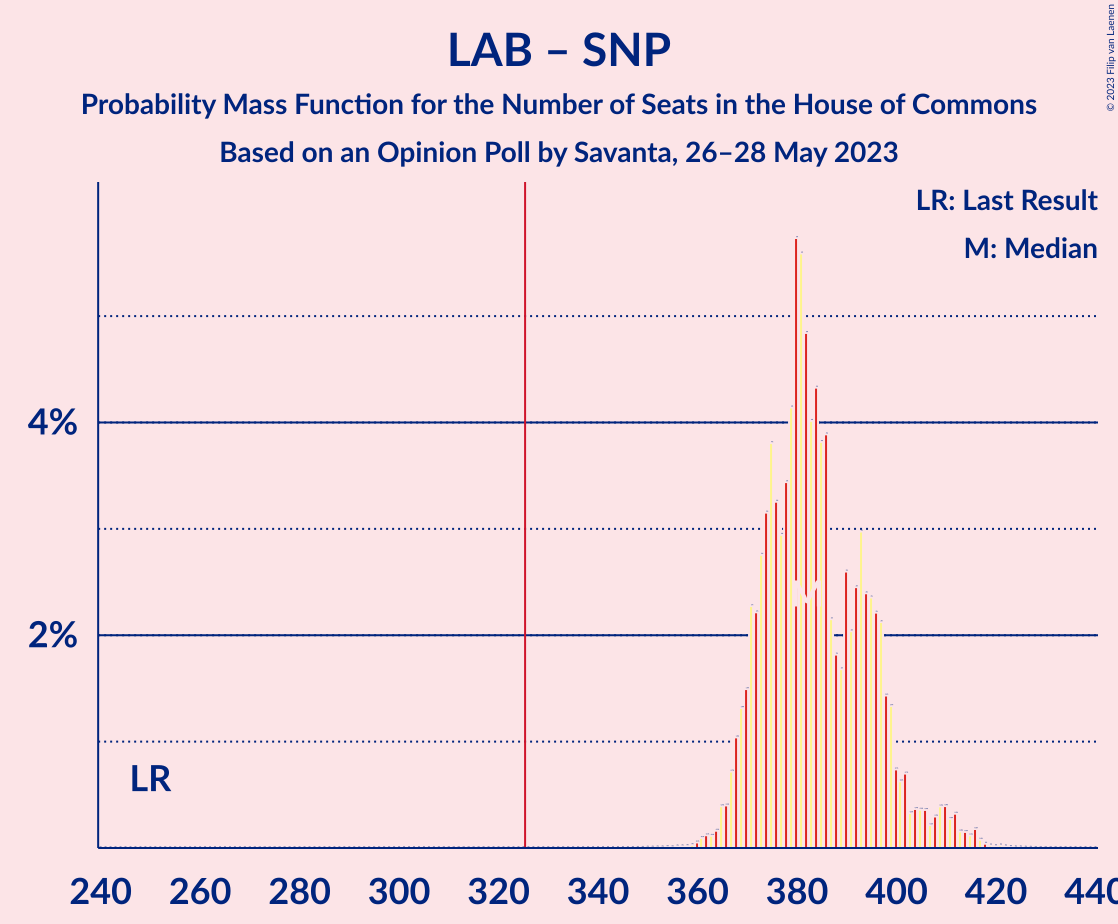 LAB – SNP
Probability Mass Function for the Number of Seats in the House of Commons
Based on an Opinion Poll by Savanta, 26–28 May 2023
© 2023 Filip van Laenen
LR: Last Result
M: Median
4%
2%
LR
M
240 260 280 300 320 340 360 380 400 420 440